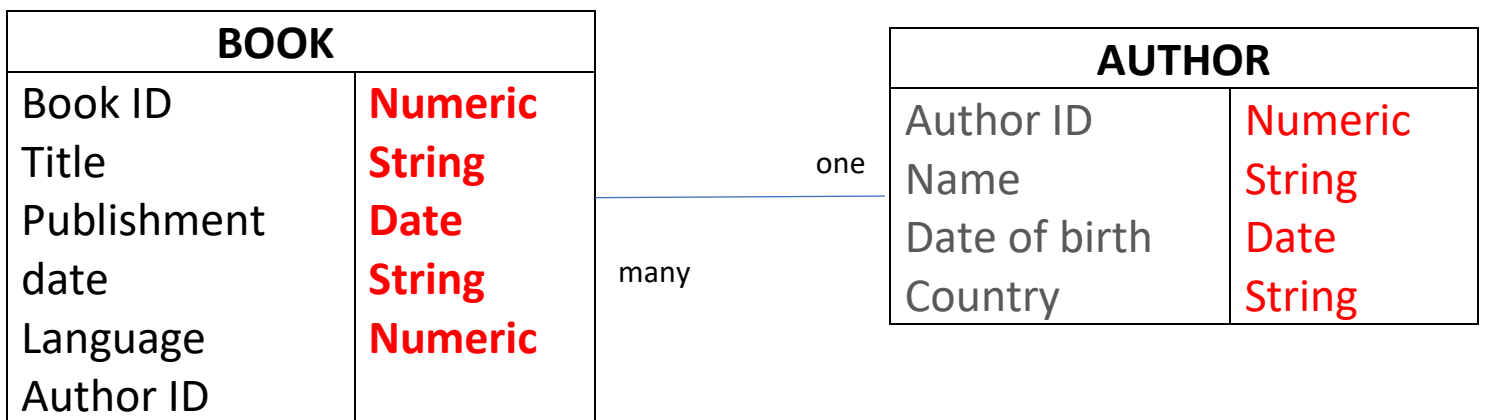 BOOK
Book ID Numeric
Title String
Publishment Date
date String
Language Numeric
Author ID
one
many
AUTHOR
Author ID Numeric
Name String
Date of birth Date
Country String